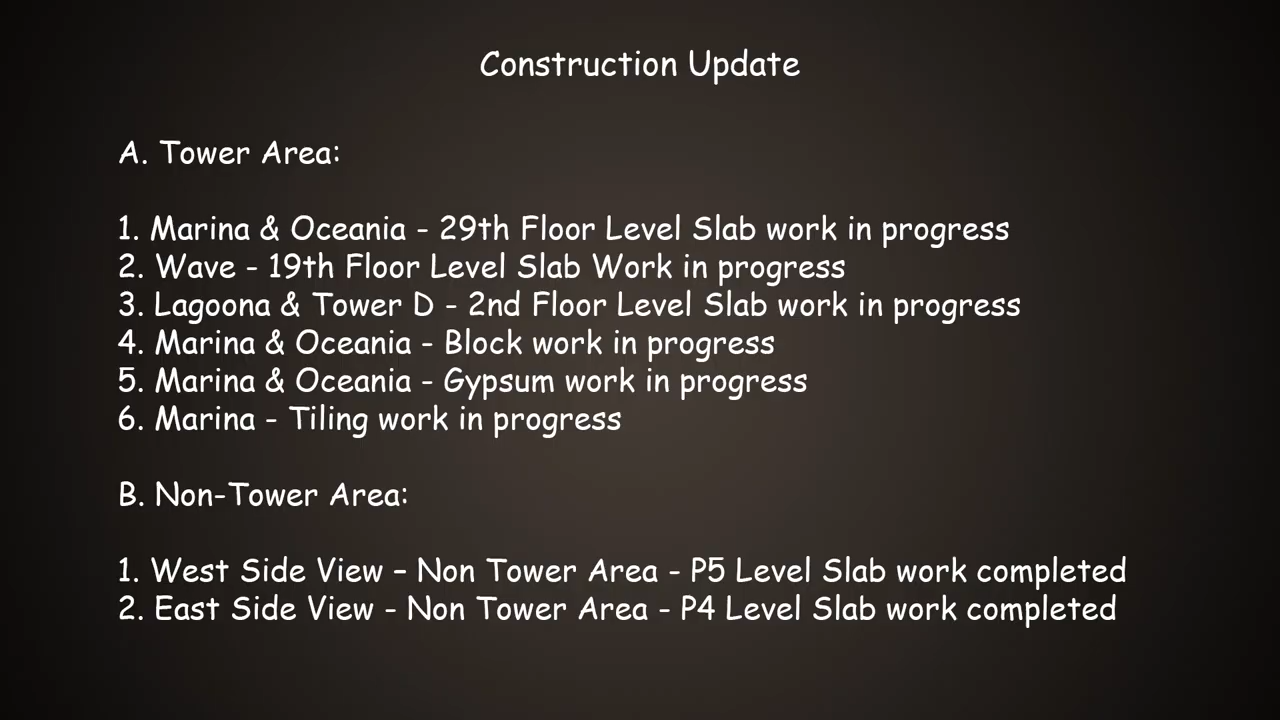 Construction Update
A. Tower Area:
1. Marina & Oceania - 29th Floor Level Slab work in progress
2. Wave - 19th Floor Level Slab Work in progress
3. Lagoona & Tower D - 2nd Floor Level Slab work in progress
4. Marina & Oceania - Block work in progress
5. Marina & Oceania - Gypsum work in progress
6. Marina - Tiling work in progress
B. Non-Tower Area:
1. West Side View – Non Tower Area - P5 Level Slab work completed
2. East Side View - Non Tower Area - P4 Level Slab work completed